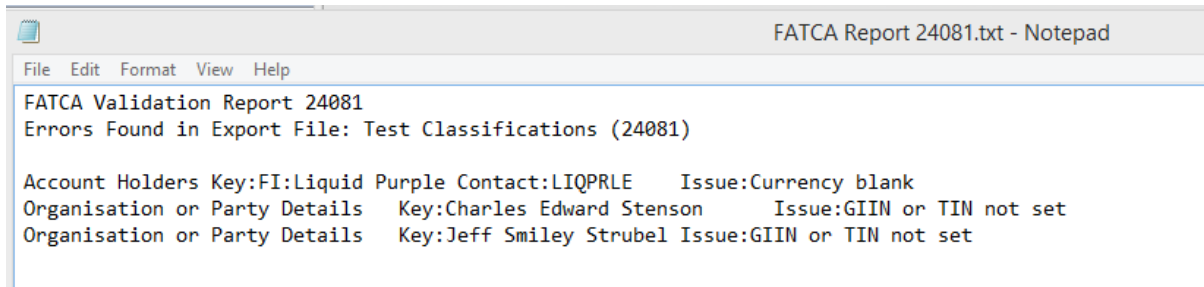 FATCA Report 24081.txt - Notepad
File Edit Format View Help
FATCA Validation Report 24081
Errors Found in Export File: Test Classifications (24081)
Account Holders Key:FI:Liquid Purple Contact:LIQPRLE Issue:Currency blank
Organisation or Party Details Key:Charles Edward Stenson Issue:GIIN or TIN not set
Organisation or Party Details Key:Jeff Smiley Strubel Issue:GIIN or TIN not set